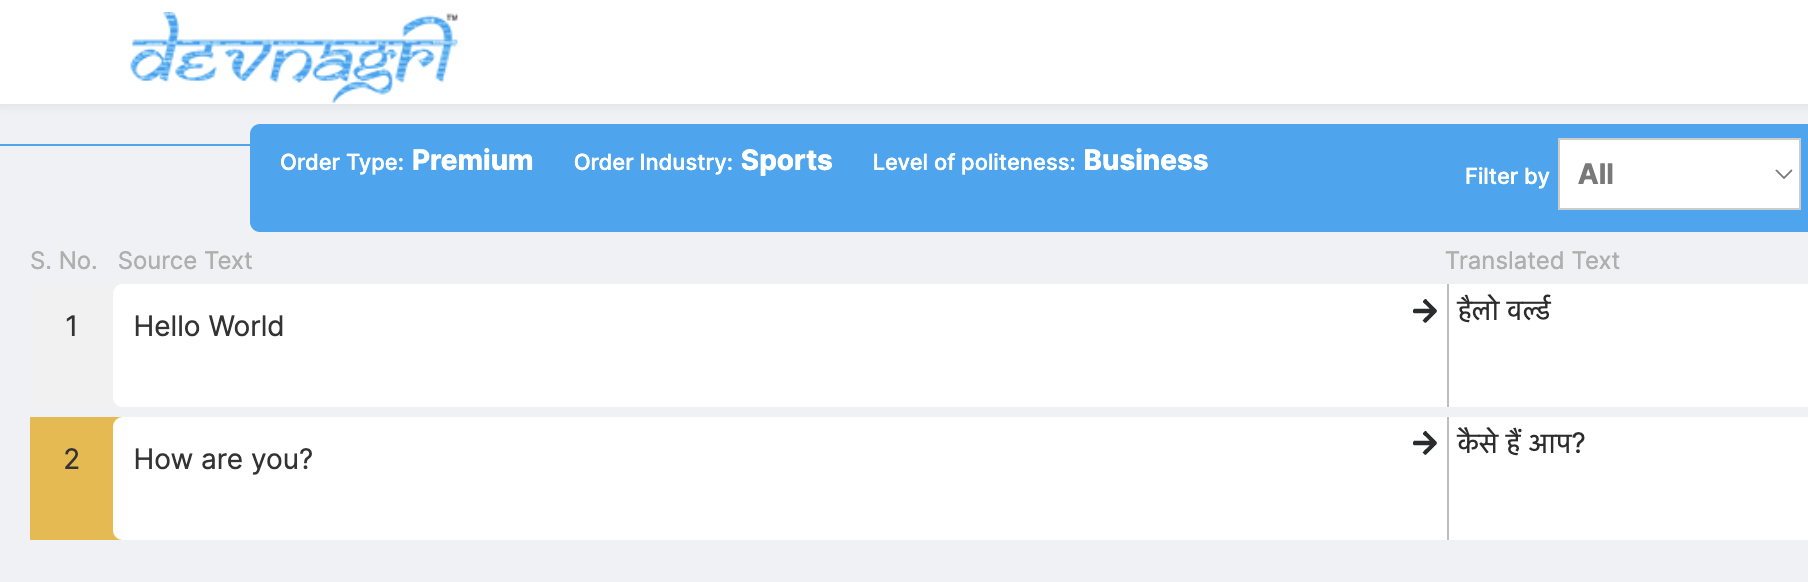 devnagri™
Order Type: Premium Order Industry: Sports Level of politeness: Business Filter by All
S. No. Source Text Translated Text
1 Hello World → हैलो वर्ल्ड
2 How are you? → कैसे हैं आप?